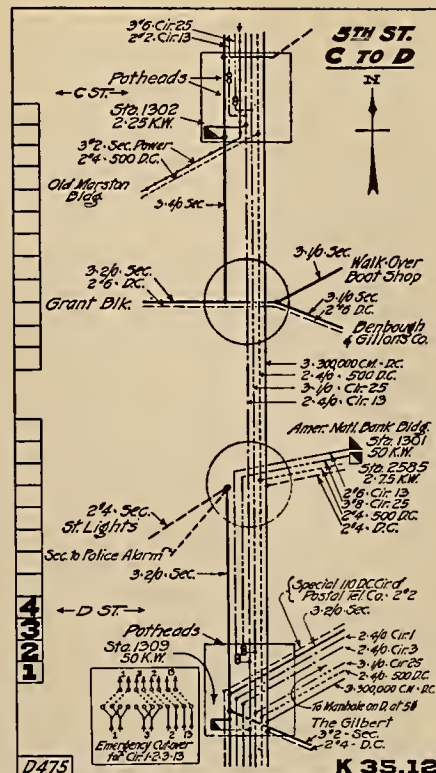 3#6·Cir·25
2#2·Cir·13
5TH ST.
C TO D
N
Potheads
← C ST. →
Sta. 1302
2-25 K.W.
3#2·Sec. Power
2#4·500 D.C.
Old Marston
Bldg.
3·4/0 Sec.
3·1/0 Sec.
Walk-Over
Boot Shop
3·2/0·Sec.
2#6·D.C.
Grant Blk.
3·1/0 Sec
2#6 D.C.
Benbough
& Gillons Co.
3·300,000 C.M.-D.C.
2·4/0 · 500 D.C.
3·1/0 · Cir·25
2·4/0 · Cir. 13
Amer. Natl. Bank Bldg.
Sta. 1301
50 K.W.
Sta. 2585
2·75 K.W.
2#6·Cir. 13
3#8·Cir. 25
2#4·500 D.C.
2#4·D.C.
2#4·Sec.
St. Lights
Sec. to Police Alarm
3·2/0·Sec.
Special 110 D.C. Cir. of
Postal Tel. Co. · 2#2
3·2/0·Sec.
← D ST. →
4
3
2
1
Potheads
Sta. 1309
50 K.W.
2·4/0·Cir. 1
2·4/0·Cir. 3
3·1/0·Cir. 25
2·4/0·500 D.C.
3·300,000 C.M.-D.C.
To Manhole on D. at 5th
The Gilbert
3#2·Sec.
2#4·D.C.
1 3 2 13
Emergency Cut-over
for Cir. 1-2-3-13
D475
K 35.12